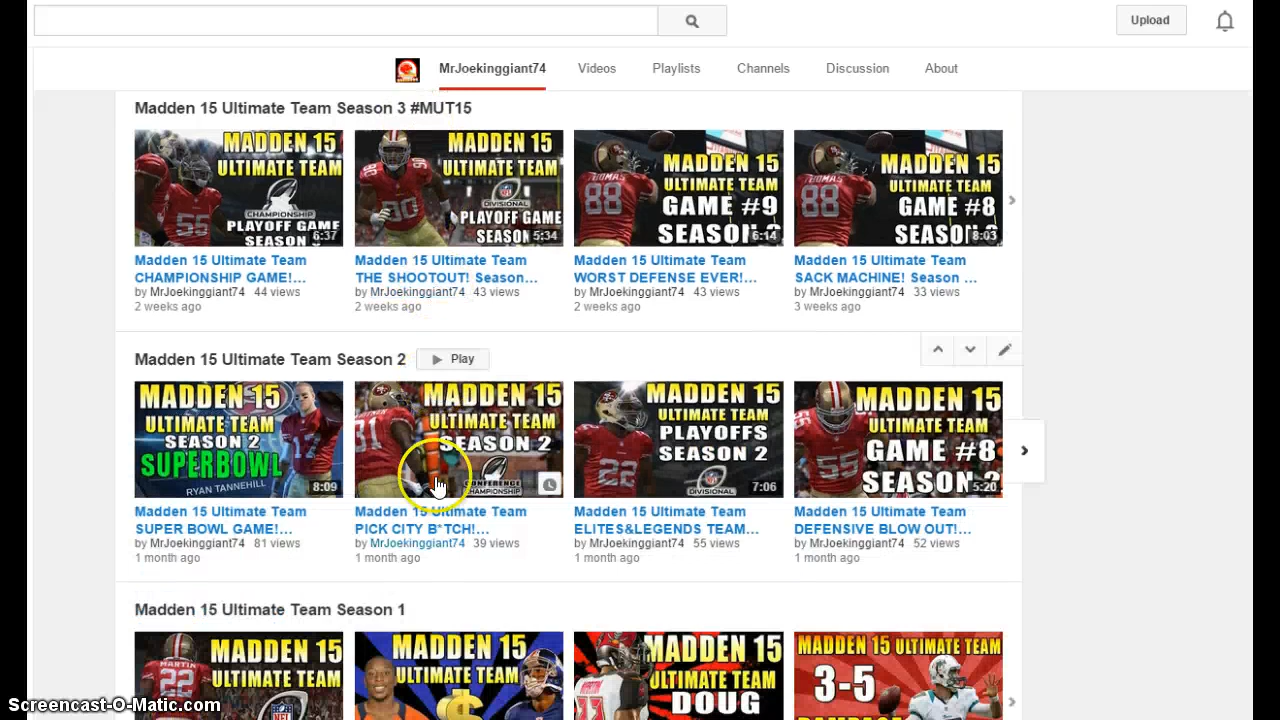 Upload
MrJoekinggiant74 Videos Playlists Channels Discussion About
Madden 15 Ultimate Team Season 3 #MUT15
MADDEN 15
ULTIMATE TEAM
CHAMPIONSHIP
PLAYOFF GAME
SEASON
6:37
MADDEN 15
ULTIMATE TEAM
NFL
DIVISIONAL
PLAYOFF GAME
SEASON
5:34
MADDEN 15
ULTIMATE TEAM
GAME #9
SEASON
6:14
MADDEN 15
ULTIMATE TEAM
GAME #8
SEASON
8:03
Madden 15 Ultimate Team
CHAMPIONSHIP GAME!...
by MrJoekinggiant74 44 views
2 weeks ago
Madden 15 Ultimate Team
THE SHOOTOUT! Season...
by MrJoekinggiant74 43 views
2 weeks ago
Madden 15 Ultimate Team
WORST DEFENSE EVER!...
by MrJoekinggiant74 43 views
2 weeks ago
Madden 15 Ultimate Team
SACK MACHINE! Season ...
by MrJoekinggiant74 33 views
3 weeks ago
Madden 15 Ultimate Team Season 2 Play
MADDEN 15
ULTIMATE TEAM
SEASON 2
SUPERBOWL
RYAN TANNEHILL
8:09
MADDEN 15
ULTIMATE TEAM
SEASON 2
CONFERENCE
CHAMPIONSHIP
MADDEN 15
ULTIMATE TEAM
PLAYOFFS
SEASON 2
NFL
DIVISIONAL
7:06
MADDEN 15
ULTIMATE TEAM
GAME #8
SEASON 2
5:20
Madden 15 Ultimate Team
SUPER BOWL GAME!...
by MrJoekinggiant74 81 views
1 month ago
Madden 15 Ultimate Team
PICK CITY B*TCH!...
by MrJoekinggiant74 39 views
1 month ago
Madden 15 Ultimate Team
ELITES&LEGENDS TEAM...
by MrJoekinggiant74 55 views
1 month ago
Madden 15 Ultimate Team
DEFENSIVE BLOW OUT!...
by MrJoekinggiant74 52 views
1 month ago
Madden 15 Ultimate Team Season 1
MARTIN
22
MADDEN 15
ULTIMATE TEAM
NFL
MADDEN 15
ULTIMATE
TEAM
$
MADDEN 15
ULTIMATE TEAM
DOUG
MADDEN 15 ULTIMATE TEAM
3-5
Screencast-O-Matic.com